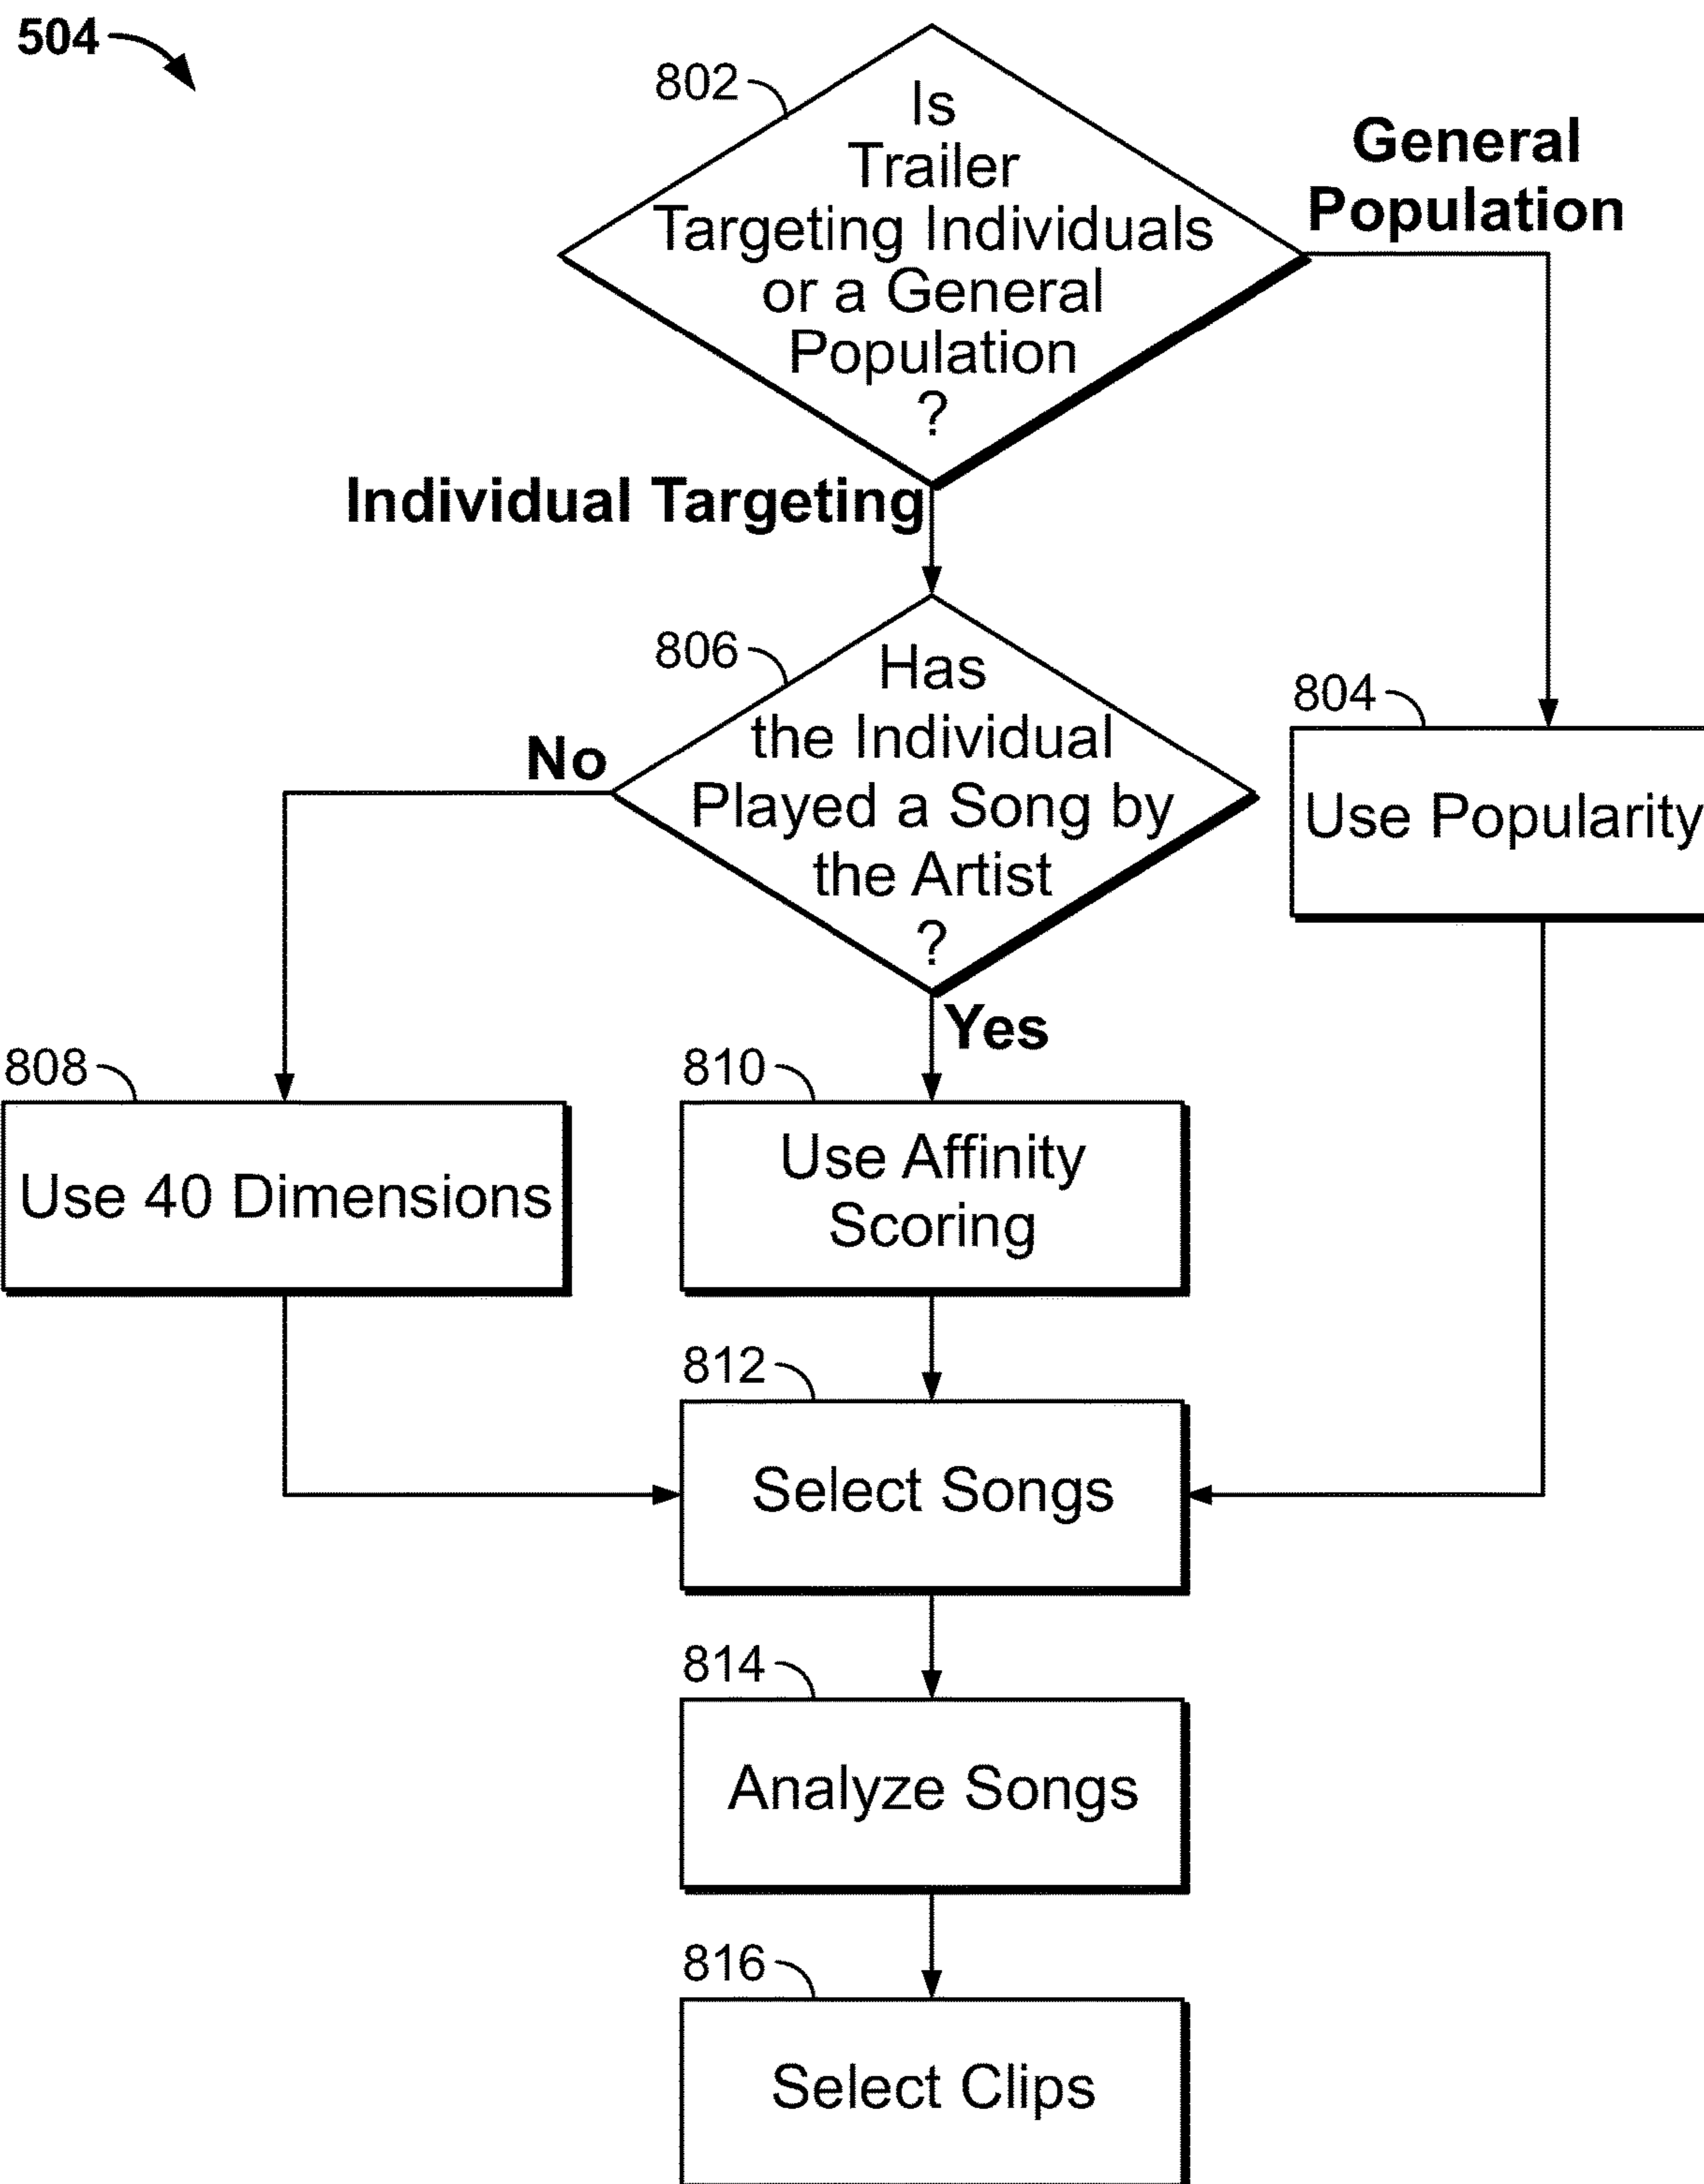 504
802
Is
Trailer
Targeting Individuals
or a General
Population
?
General
Population
Individual Targeting
806
Has
the Individual
Played a Song by
the Artist
?
No
Yes
804
Use Popularity
808
Use 40 Dimensions
810
Use Affinity
Scoring
812
Select Songs
814
Analyze Songs
816
Select Clips